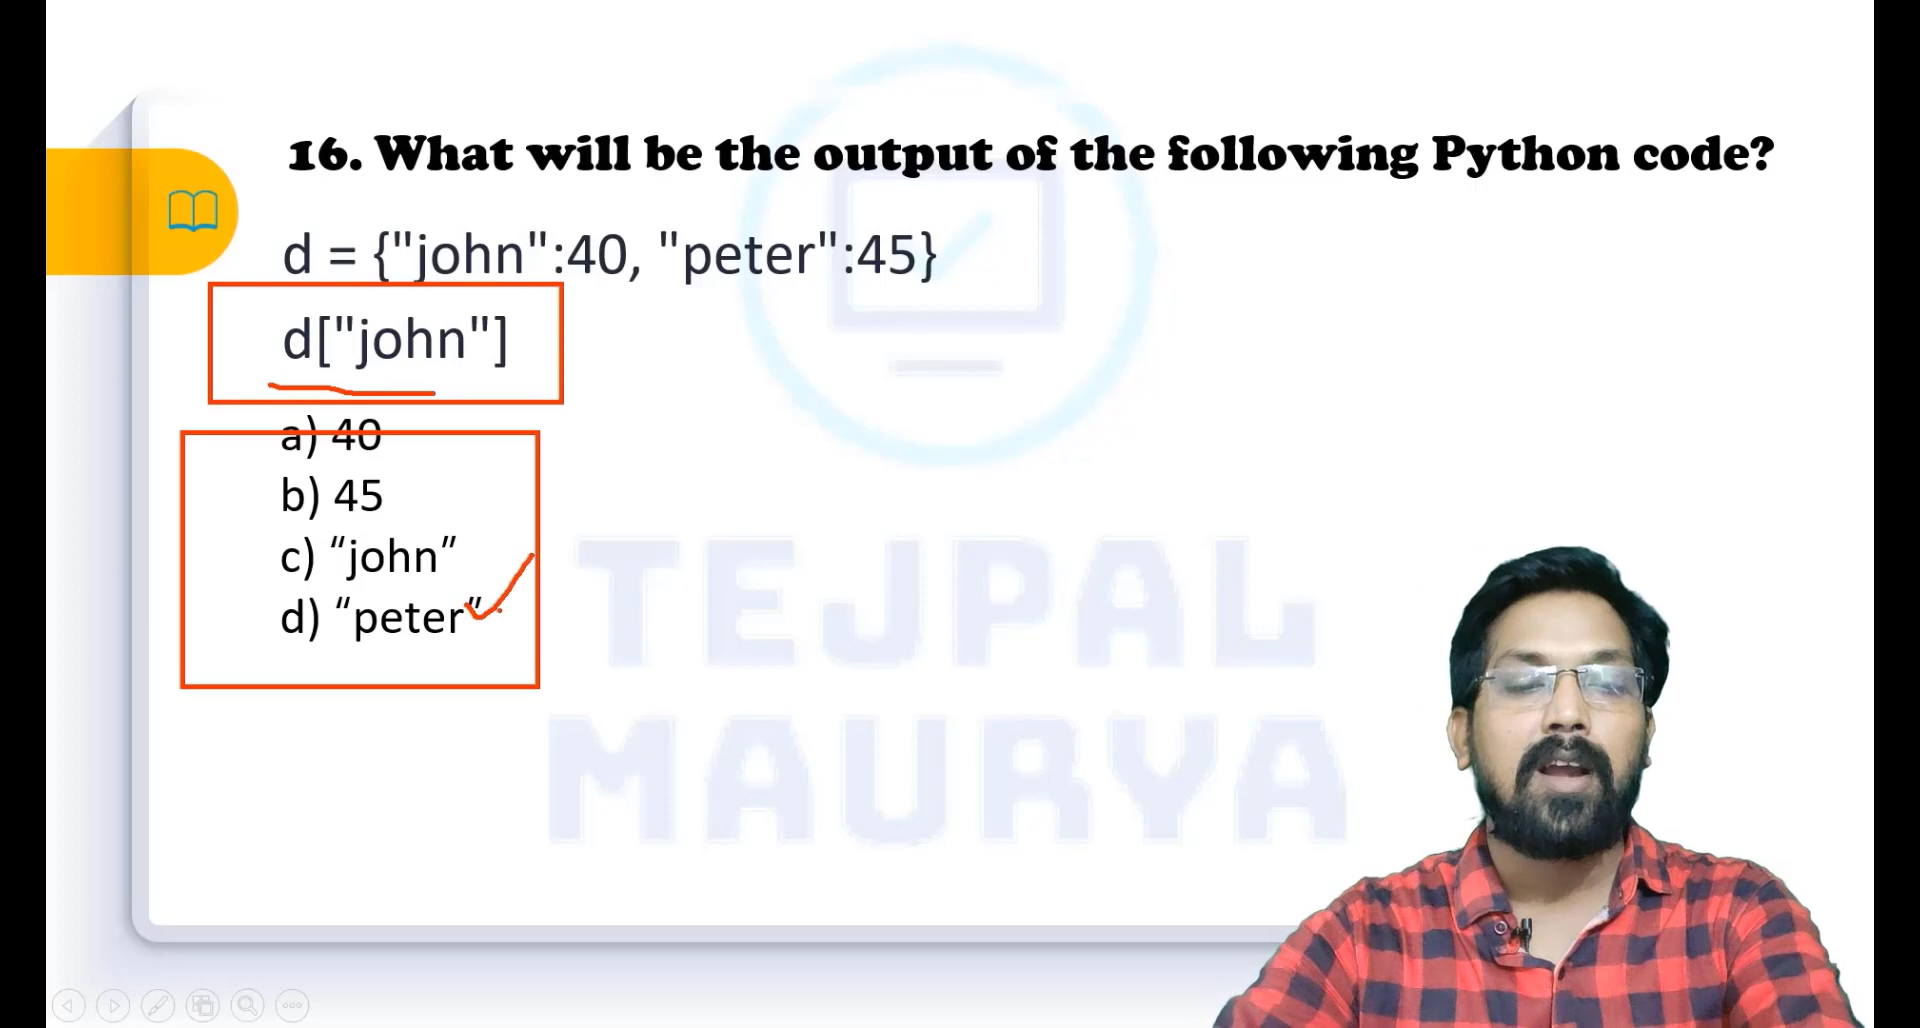 16. What will be the output of the following Python code?
d = {"john":40, "peter":45}
d["john"]
a) 40
b) 45
c) “john”
d) “peter”
TEJPAL
MAURYA